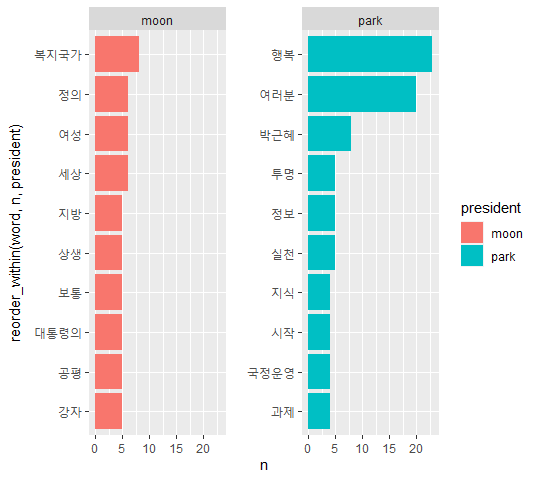 moon
park
복지국가
정의
여성
세상
지방
상생
보통
대통령의
공평
강자
행복
여러분
박근혜
투명
정보
실천
지식
시작
국정운영
과제
0 5 10 15 20
0 5 10 15 20
n
reorder_within(word, n, president)
president
moon
park